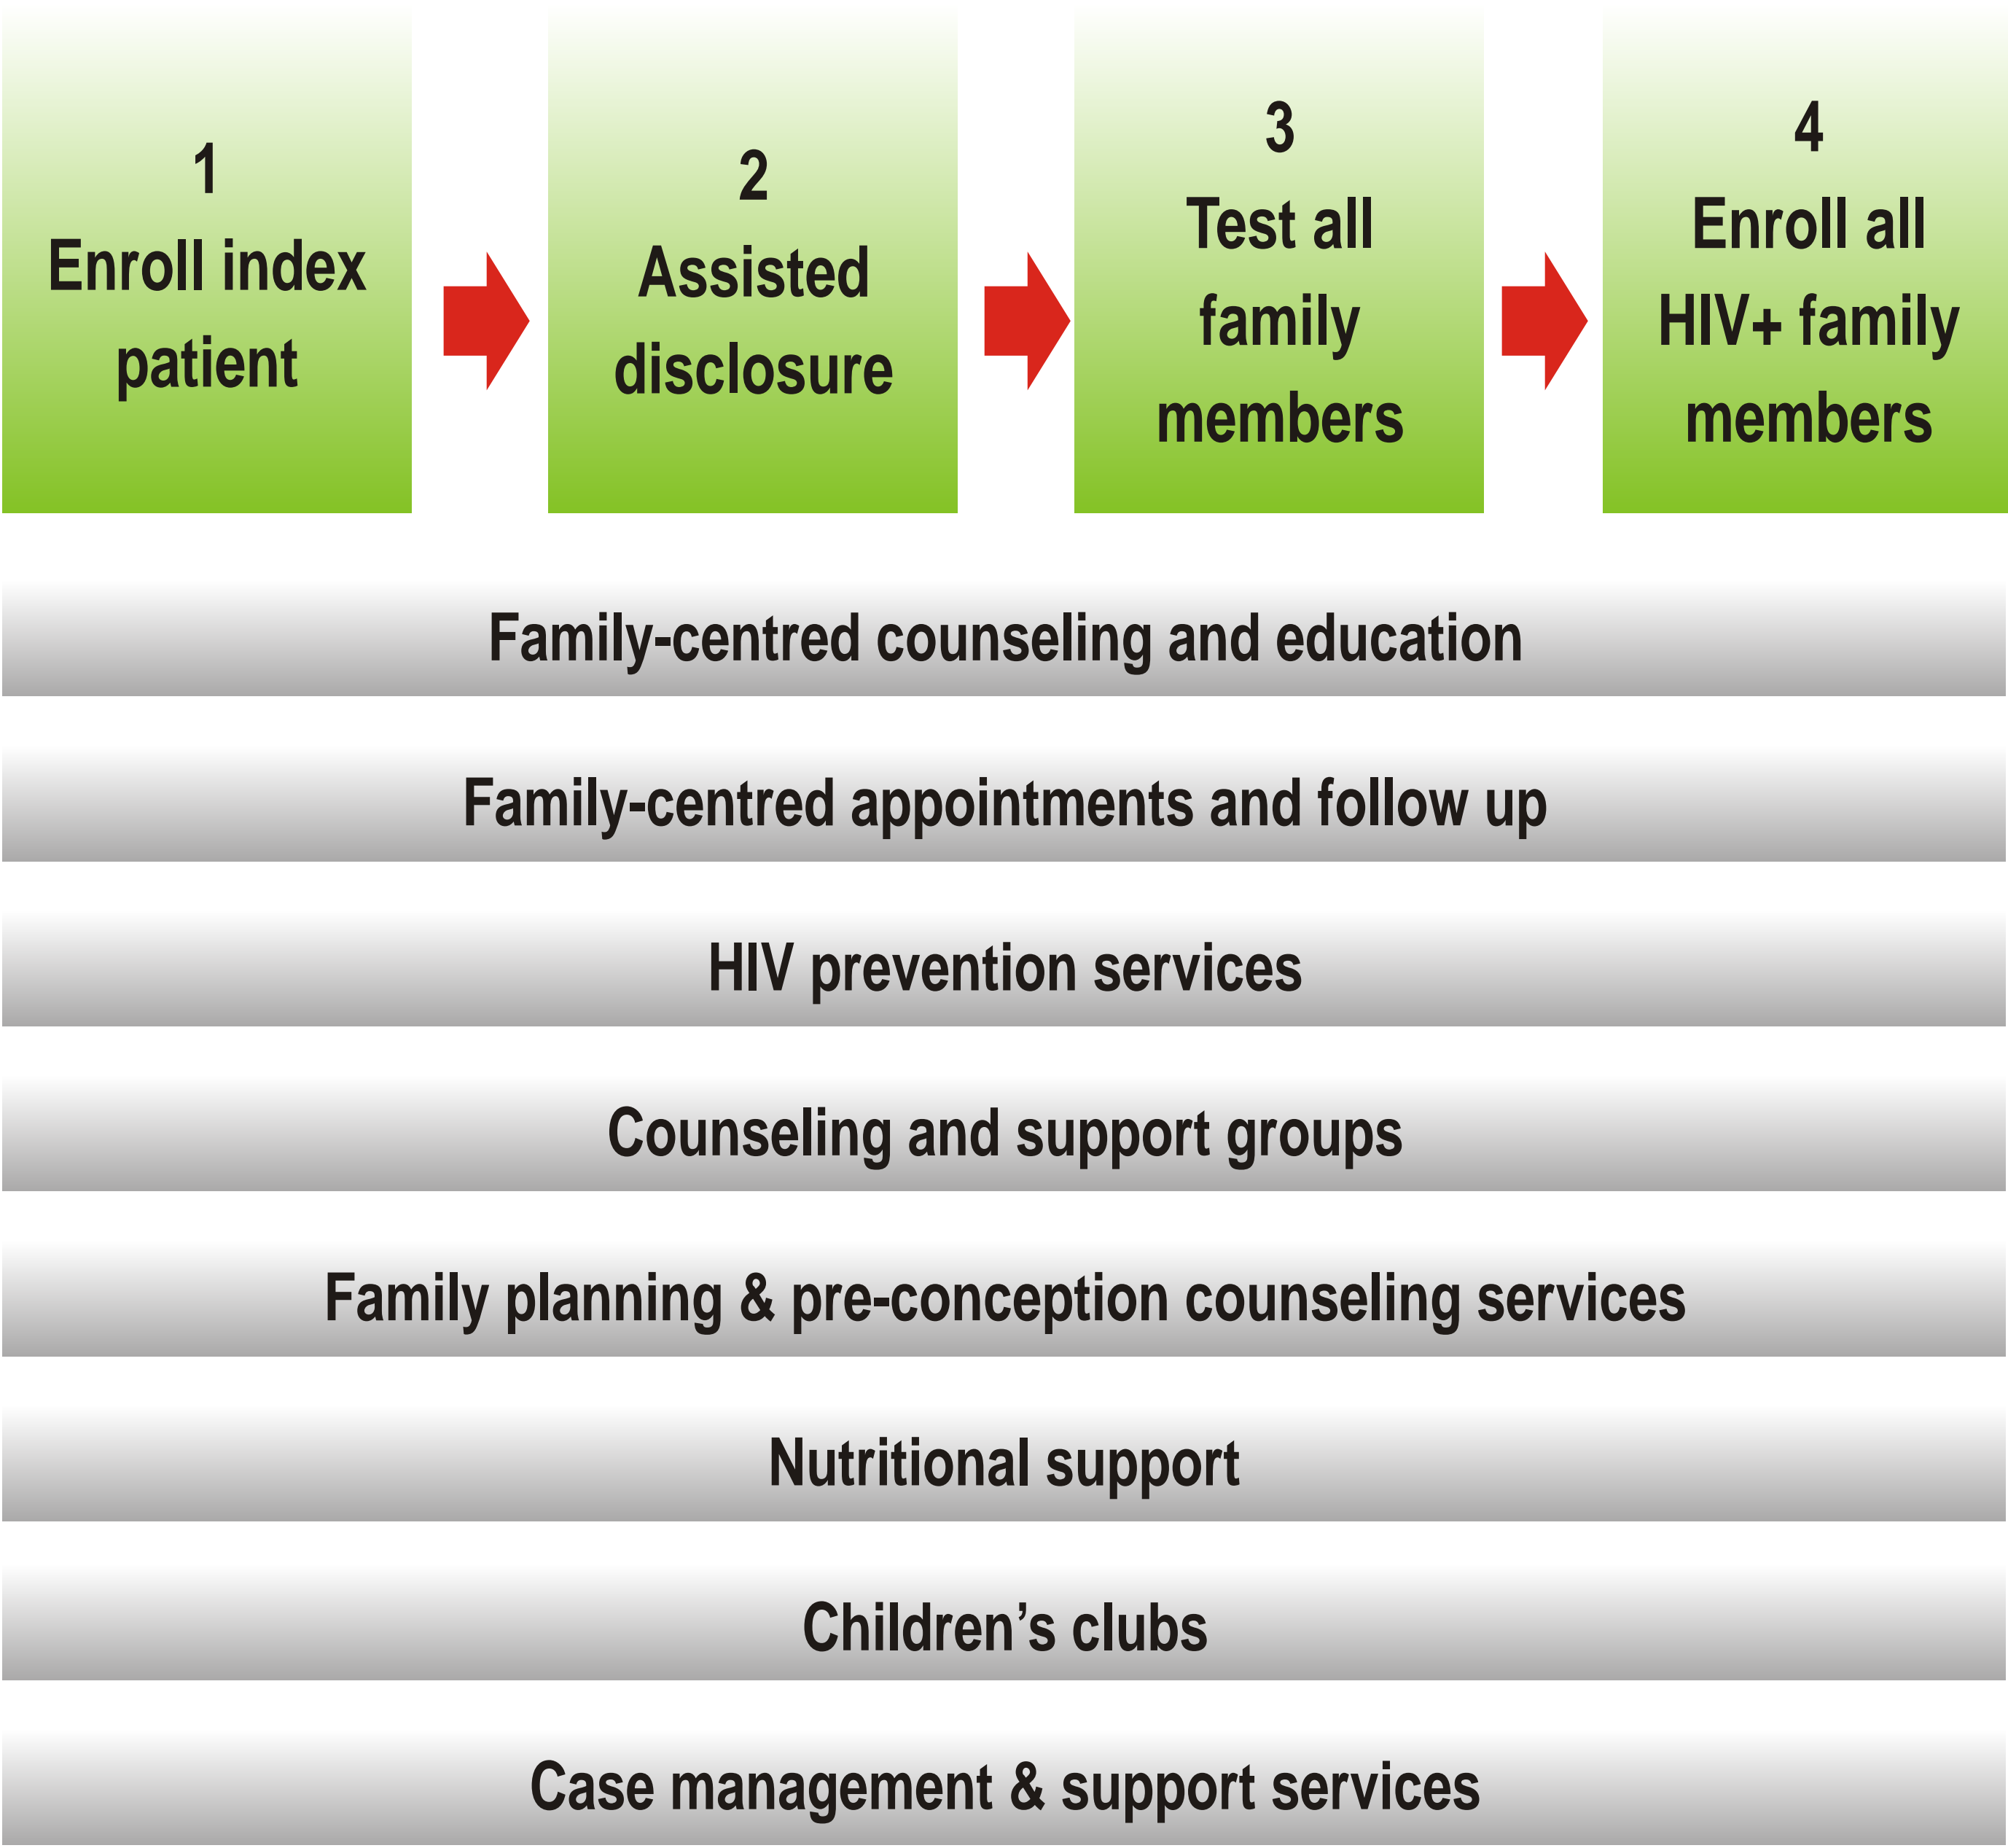 1
Enroll index
patient
2
Assisted
disclosure
3
Test all
family
members
4
Enroll all
HIV+ family
members
Family-centred counseling and education
Family-centred appointments and follow up
HIV prevention services
Counseling and support groups
Family planning & pre-conception counseling services
Nutritional support
Children’s clubs
Case management & support services